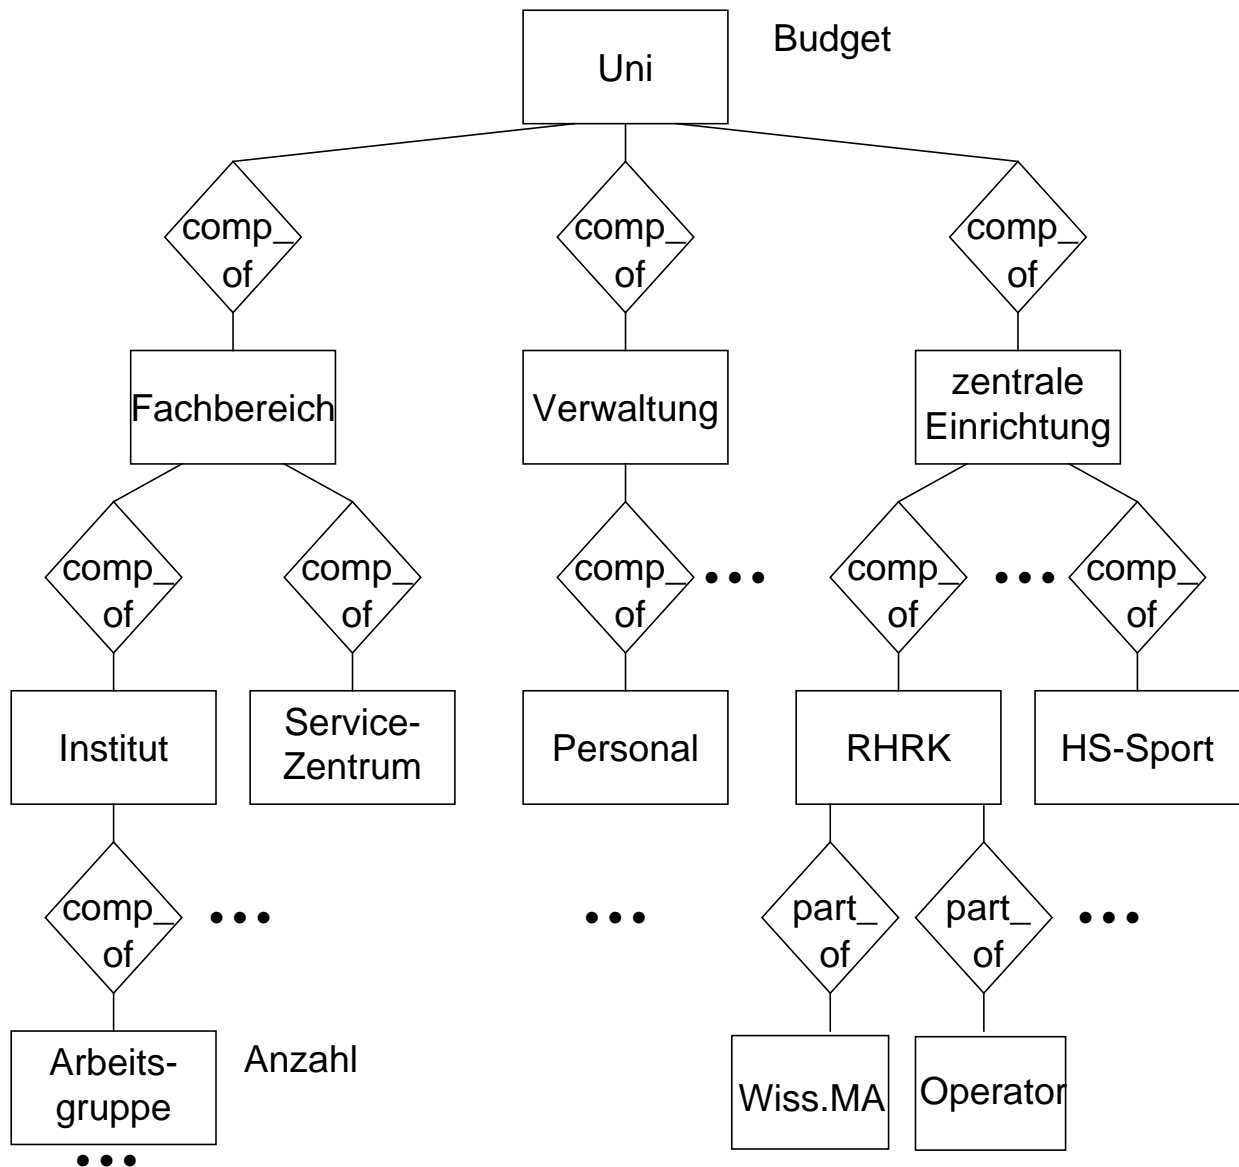 Uni
Budget
comp_
of
comp_
of
comp_
of
Fachbereich
Verwaltung
zentrale
Einrichtung
comp_
of
comp_
of
comp_
of
•••
comp_
of
•••
comp_
of
Institut
Service-
Zentrum
Personal
RHRK
HS-Sport
comp_
of
•••
•••
part_
of
part_
of
•••
Arbeits-
gruppe
Anzahl
Wiss.MA
Operator
•••